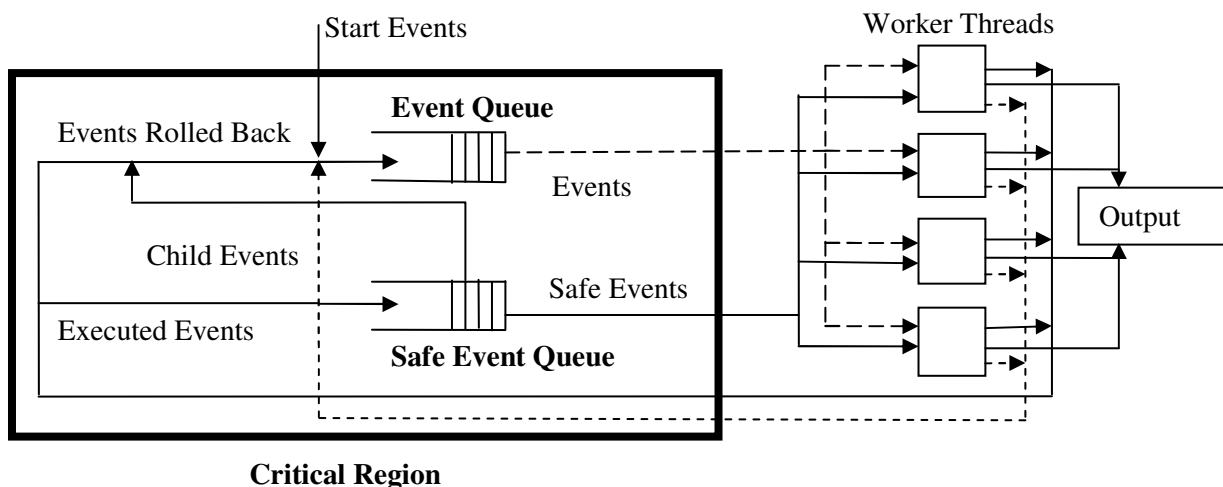 Start Events
Worker Threads
Event Queue
Events Rolled Back
Events
Output
Child Events
Safe Events
Executed Events
Safe Event Queue
Critical Region